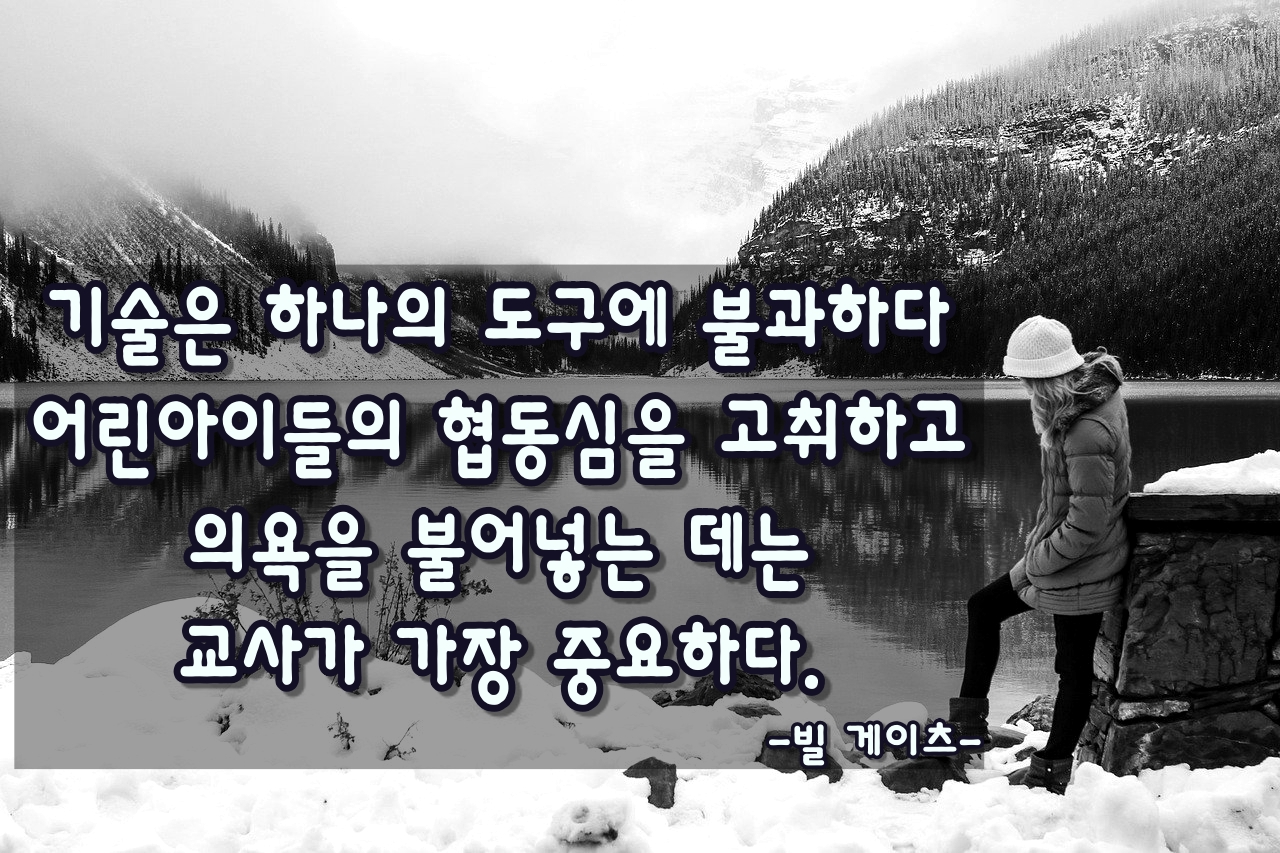 기술은 하나의 도구에 불과하다
어린아이들의 협동심을 고취하고
의욕을 불어넣는 데는
교사가 가장 중요하다.
-빌 게이츠-